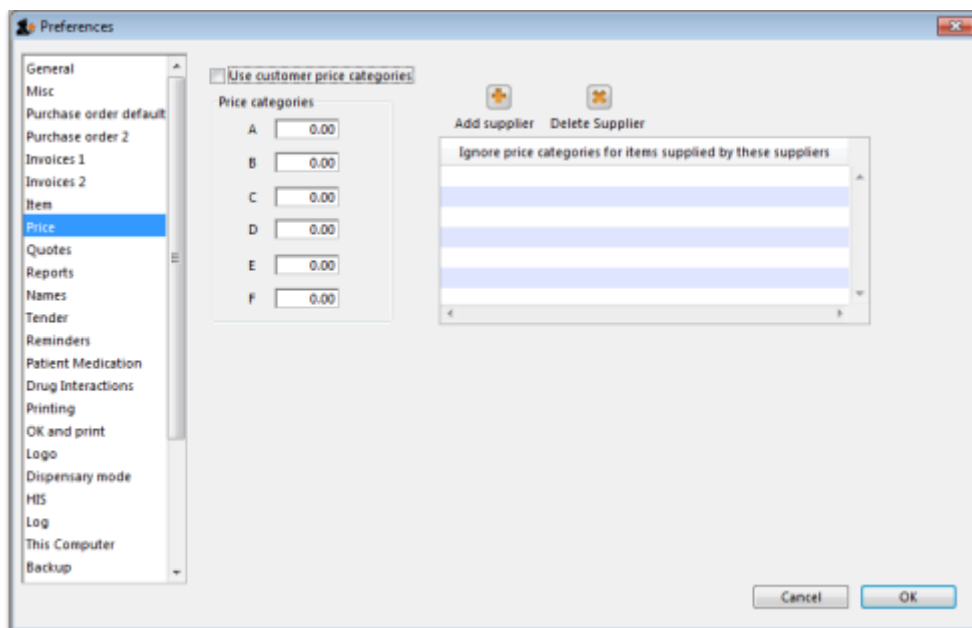 Preferences
General
Misc
Purchase order default
Purchase order 2
Invoices 1
Invoices 2
Item
Price
Quotes
Reports
Names
Tender
Reminders
Patient Medication
Drug Interactions
Printing
OK and print
Logo
Dispensary mode
HIS
Log
This Computer
Backup
Use customer price categories
Price categories
A 0.00
B 0.00
C 0.00
D 0.00
E 0.00
F 0.00
Add supplier Delete Supplier
Ignore price categories for items supplied by these suppliers
Cancel OK